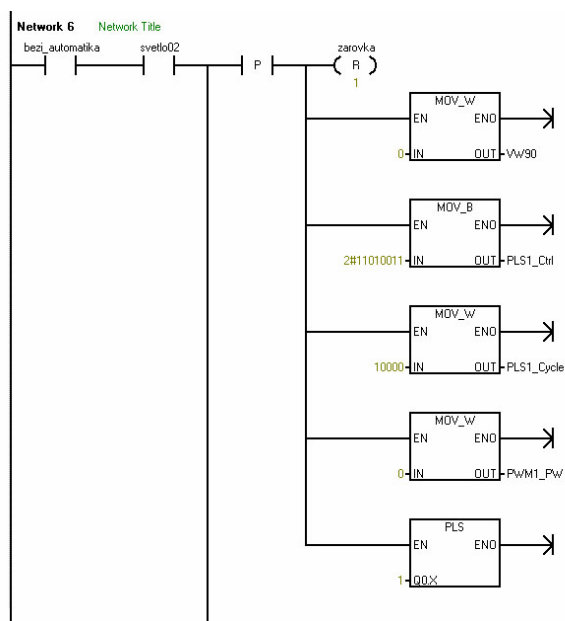 Network 6 Network Title
bezi_automatika svetlo02 zarovka
P R
1
MOV_W
EN ENO
0 IN OUT VW90
MOV_B
EN ENO
2#11010011 IN OUT PLS1_Ctrl
MOV_W
EN ENO
10000 IN OUT PLS1_Cycle
MOV_W
EN ENO
0 IN OUT PWM1_PW
PLS
EN ENO
1 Q0.X